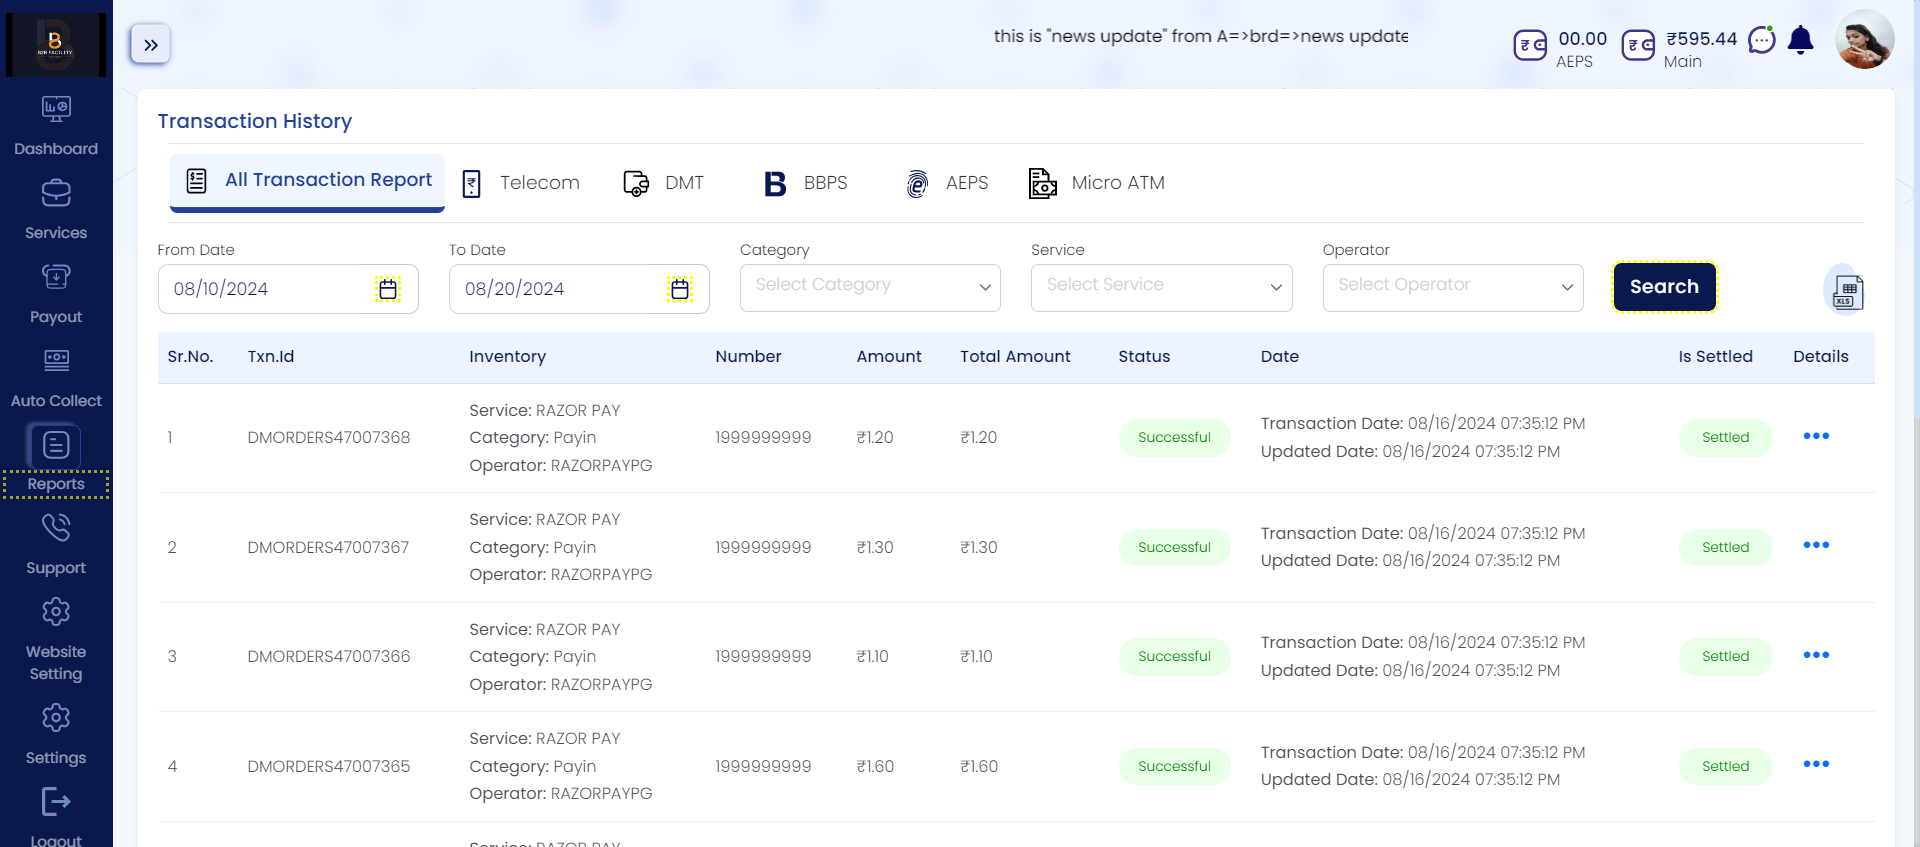 B2B FACILITY
this is "news update" from A=>brd=>news update
00.00
AEPS
₹595.44
Main
Dashboard
Services
Payout
Auto Collect
Reports
Support
Website
Setting
Settings
Logout
Transaction History
All Transaction Report
Telecom
DMT
BBPS
AEPS
Micro ATM
From Date
To Date
Category
Service
Operator
08/10/2024
08/20/2024
Select Category
Select Service
Select Operator
Search
XLS
Sr.No. Txn.Id Inventory Number Amount Total Amount Status Date Is Settled Details
Service: RAZOR PAY
Category: Payin
Operator: RAZORPAYPG
1 DMORDERS47007368 1999999999 ₹1.20 ₹1.20 Successful
Transaction Date: 08/16/2024 07:35:12 PM
Updated Date: 08/16/2024 07:35:12 PM
Settled
Service: RAZOR PAY
Category: Payin
Operator: RAZORPAYPG
2 DMORDERS47007367 1999999999 ₹1.30 ₹1.30 Successful
Transaction Date: 08/16/2024 07:35:12 PM
Updated Date: 08/16/2024 07:35:12 PM
Settled
Service: RAZOR PAY
Category: Payin
Operator: RAZORPAYPG
3 DMORDERS47007366 1999999999 ₹1.10 ₹1.10 Successful
Transaction Date: 08/16/2024 07:35:12 PM
Updated Date: 08/16/2024 07:35:12 PM
Settled
Service: RAZOR PAY
Category: Payin
Operator: RAZORPAYPG
4 DMORDERS47007365 1999999999 ₹1.60 ₹1.60 Successful
Transaction Date: 08/16/2024 07:35:12 PM
Updated Date: 08/16/2024 07:35:12 PM
Settled
Service: RAZOR PAY